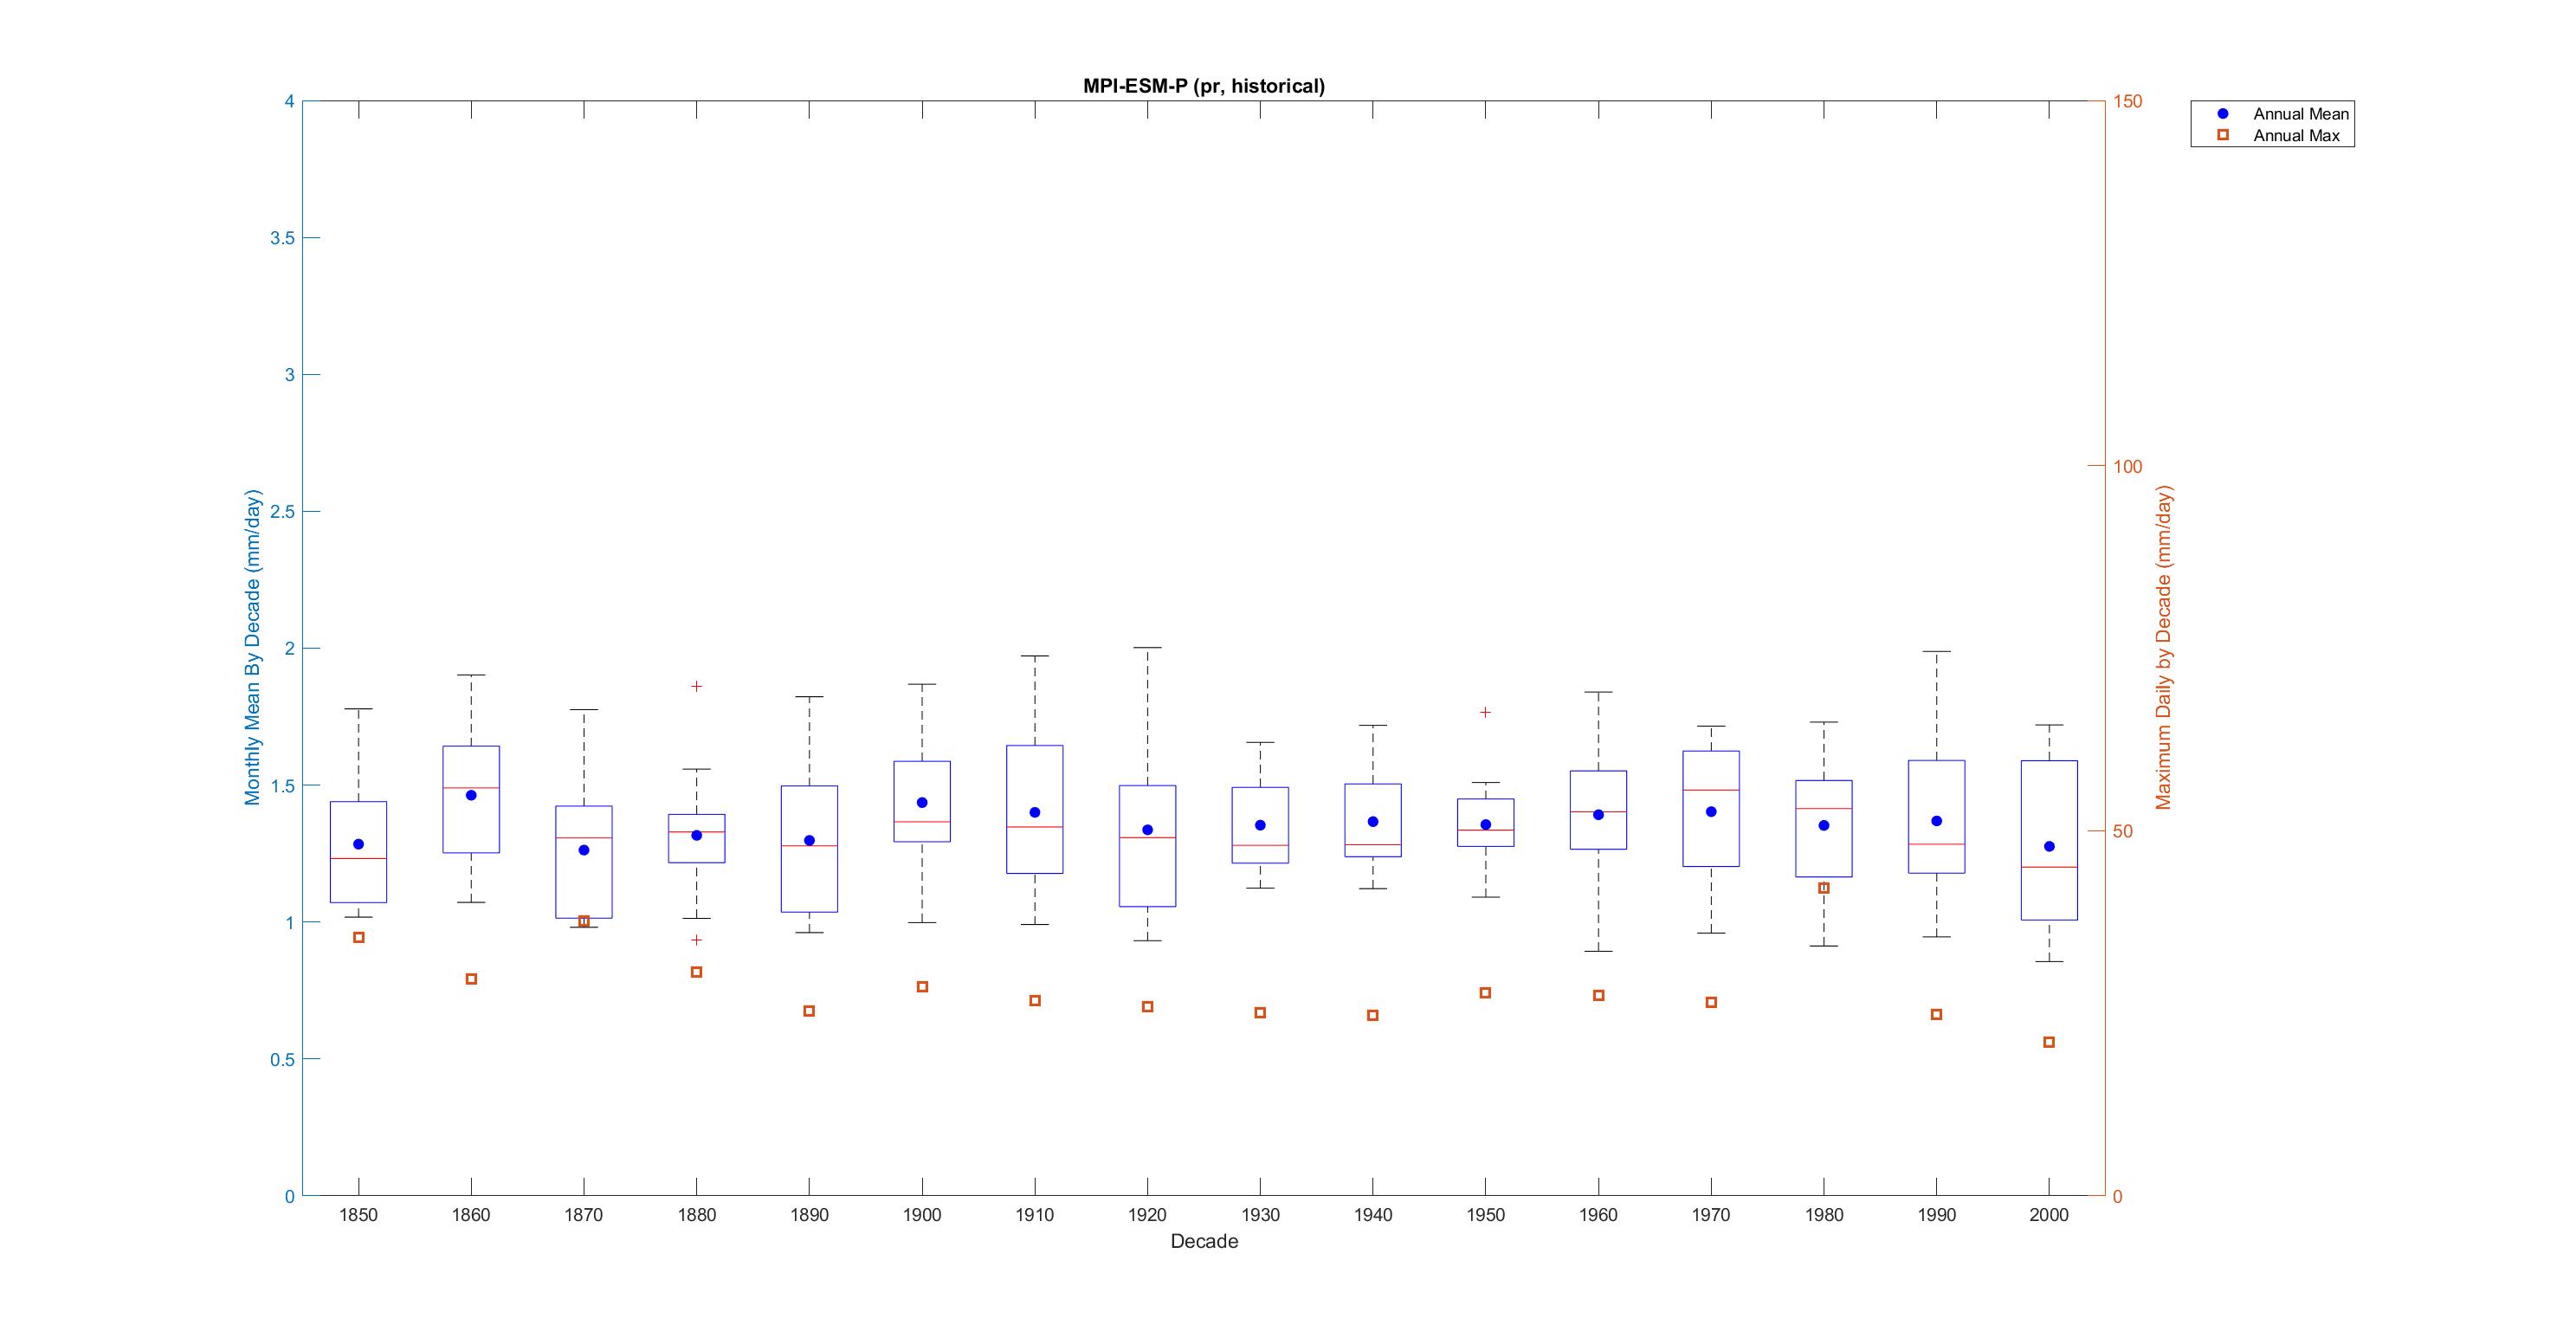 MPI-ESM-P (pr, historical)
Annual Mean
Annual Max
Monthly Mean By Decade (mm/day)
4
3.5
3
2.5
2
1.5
1
0.5
0
150
100
50
0
Maximum Daily by Decade (mm/day)
1850 1860 1870 1880 1890 1900 1910 1920 1930 1940 1950 1960 1970 1980 1990 2000
Decade